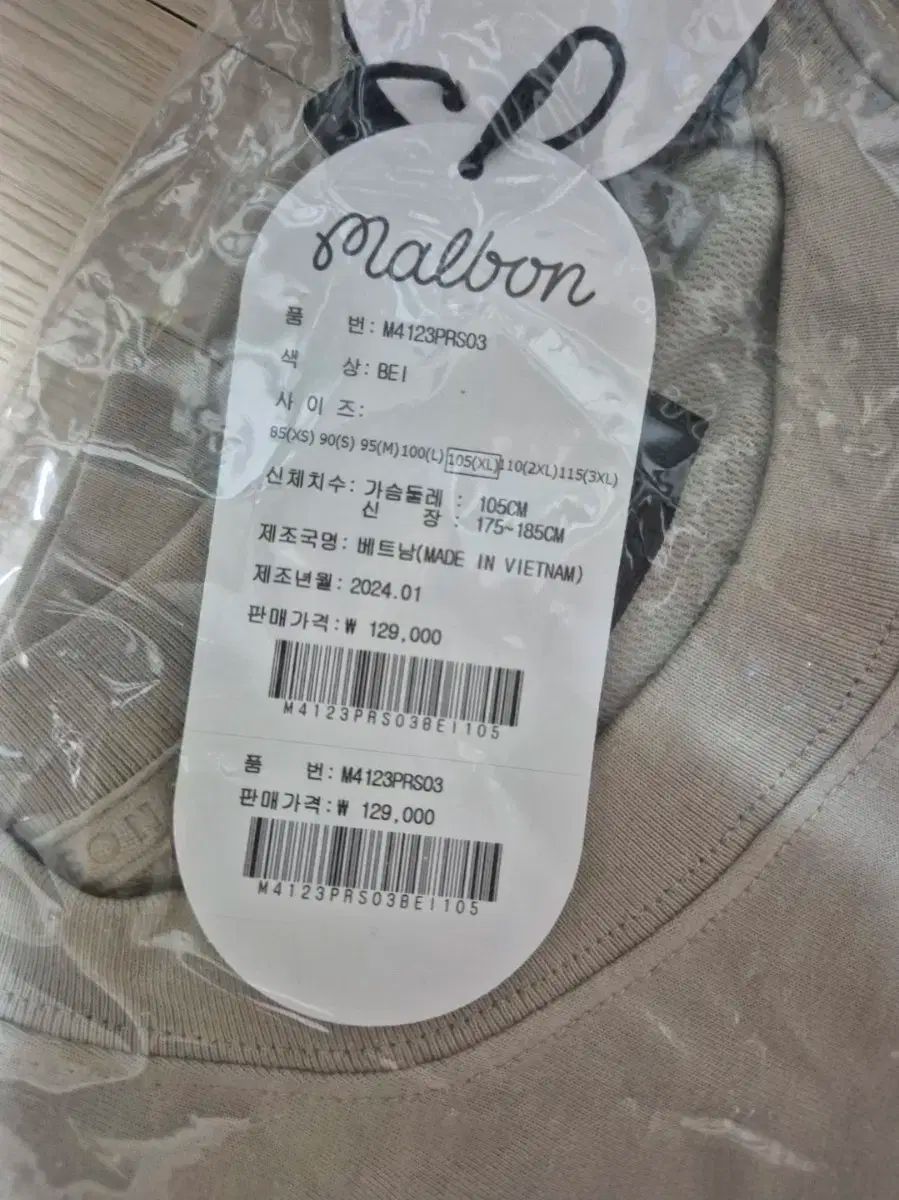 malbon
품 번: M4123PRS03
색 상: BEI
사 이 즈:
85(XS) 90(S) 95(M) 100(L) 105(XL) 110(2XL) 115(3XL)
신체치수: 가슴둘레 : 105CM
신 장 : 175~185CM
제조국명: 베트남(MADE IN VIETNAM)
제조년월: 2024.01
판매가격:₩ 129,000
M4123PRS03BEI105
품 번: M4123PRS03
판매가격:₩ 129,000
M4123PRS03BEI105